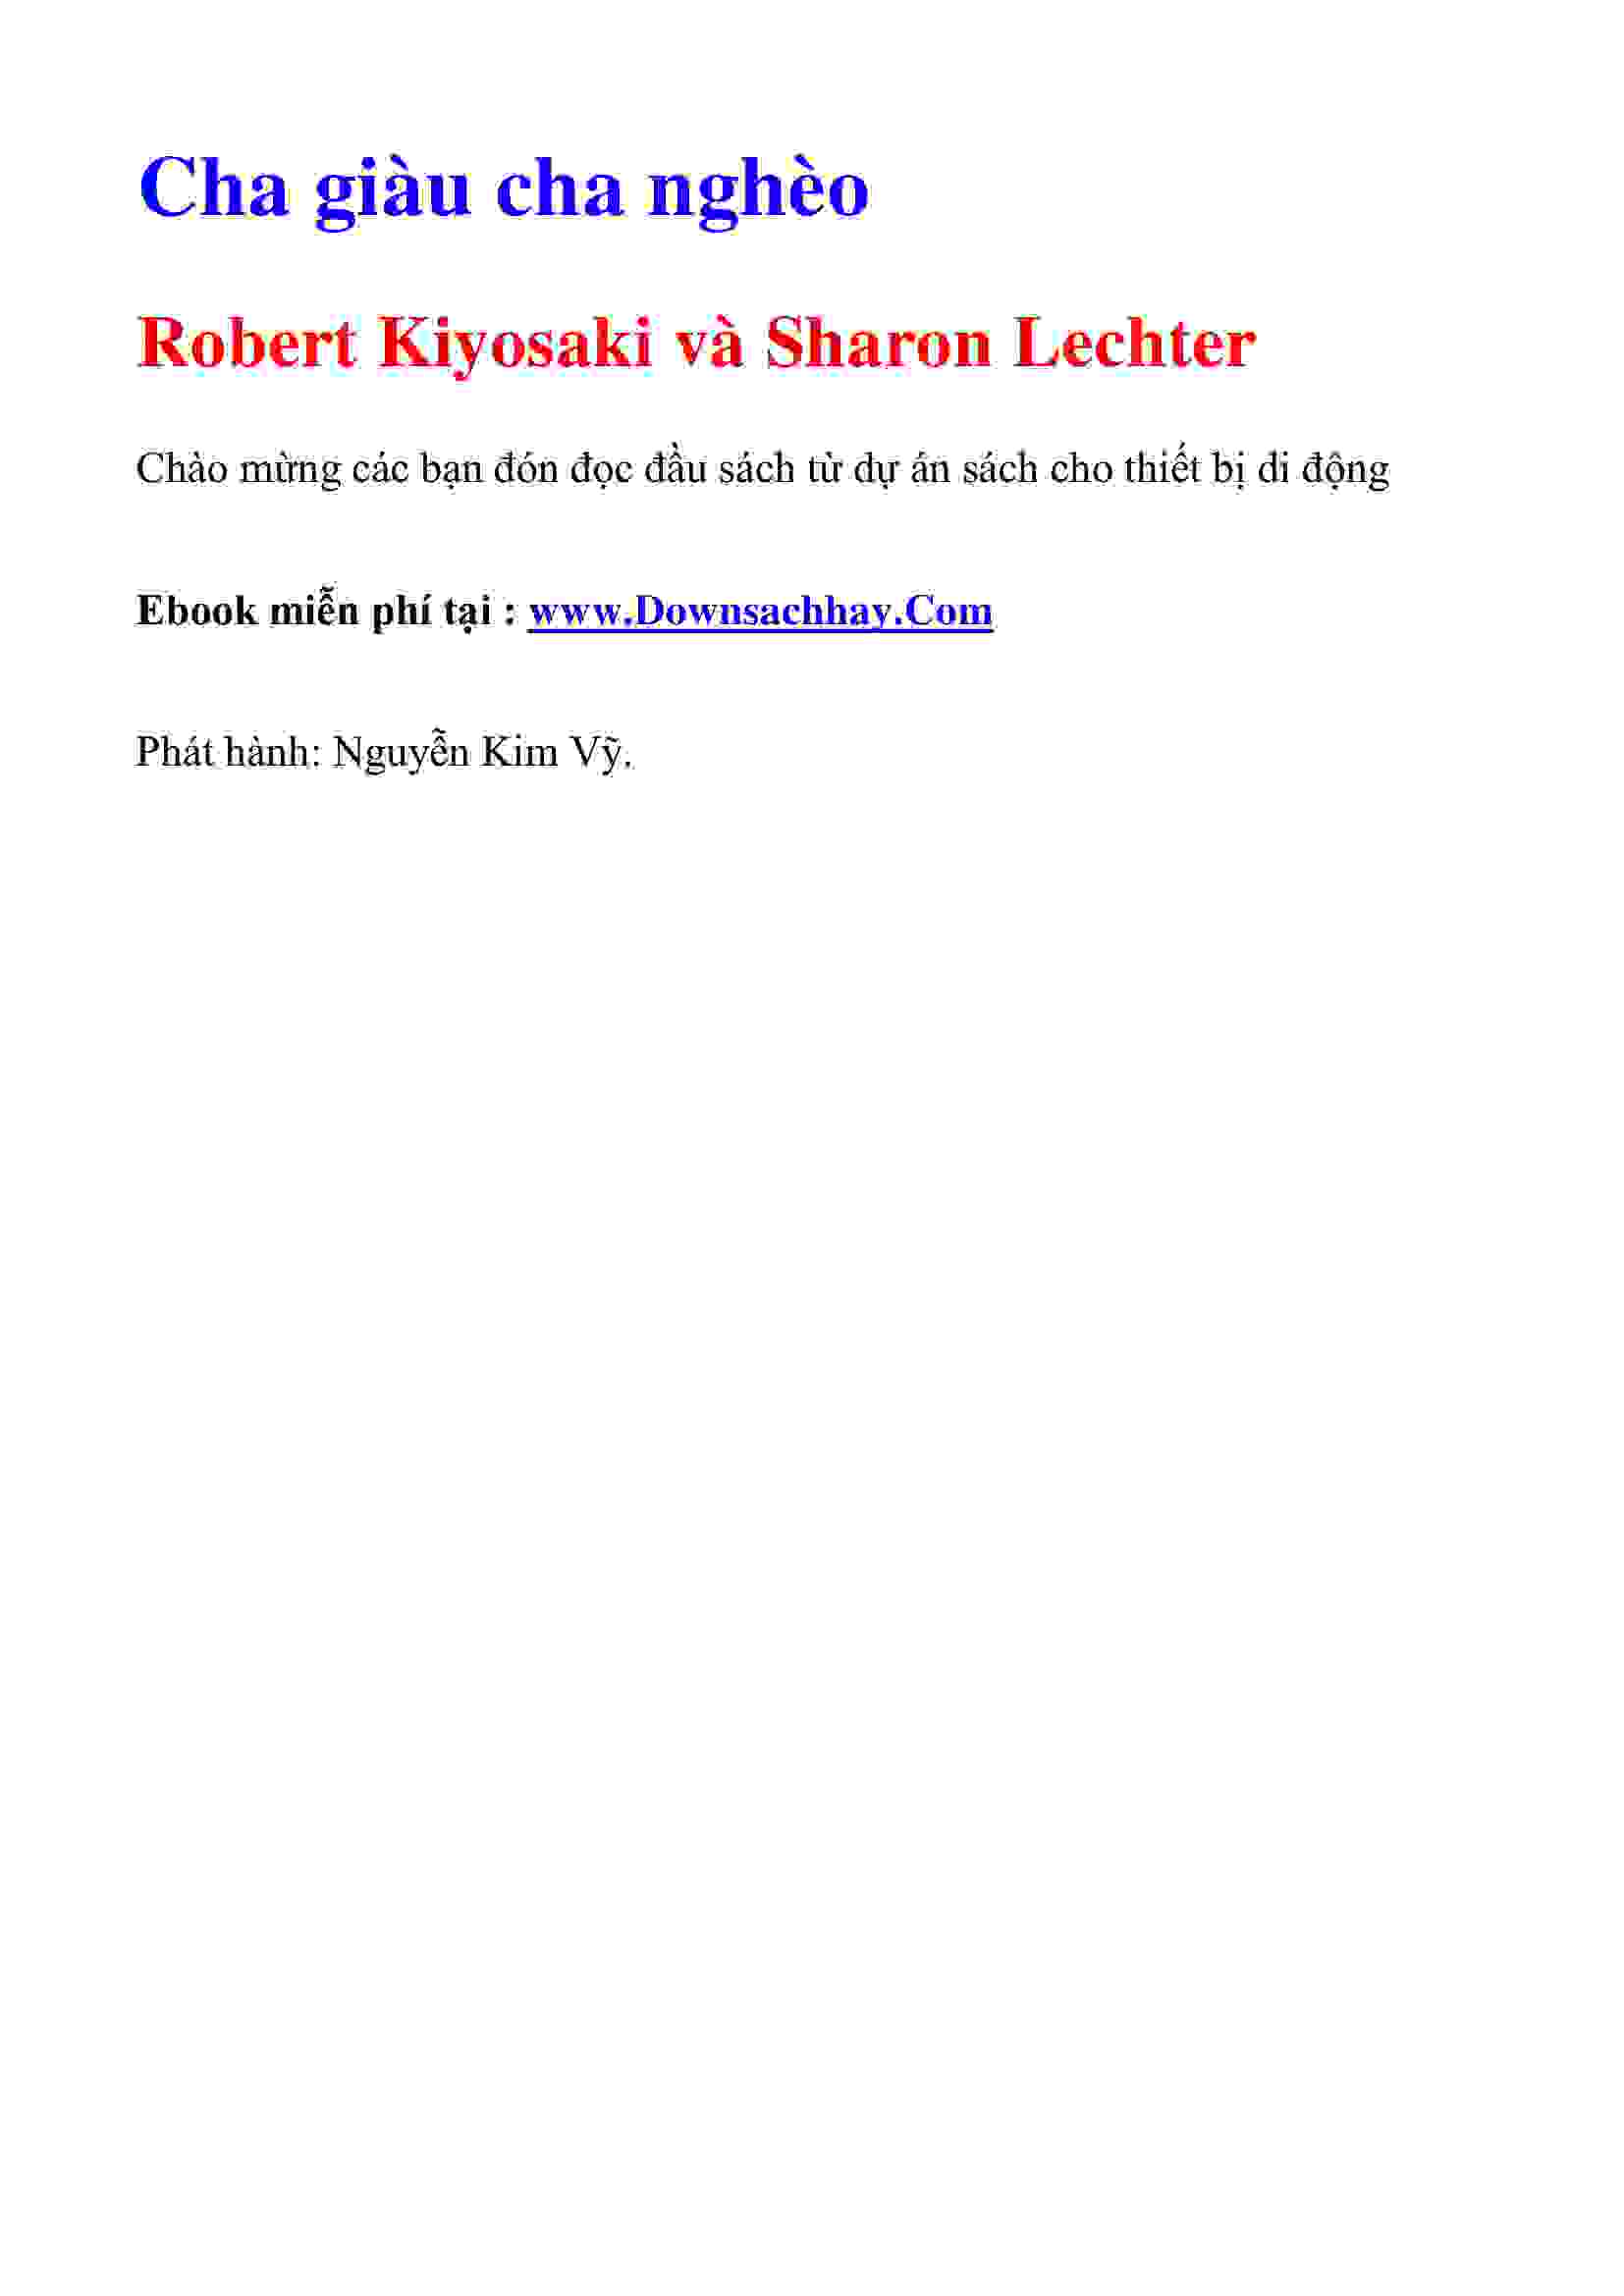 Cha giàu cha nghèo
Robert Kiyosaki và Sharon Lechter
Chào mừng các bạn đón đọc đầu sách từ dự án sách cho thiết bị di động
Ebook miễn phí tại : www.Downsachhay.Com
Phát hành: Nguyễn Kim Vỹ.